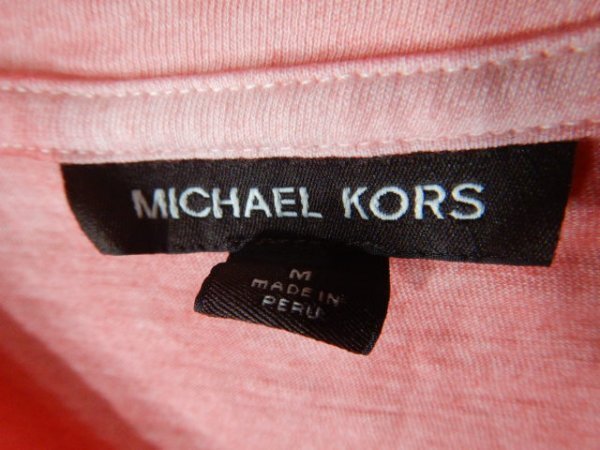 MICHAEL KORS
M
MADE IN
PERU